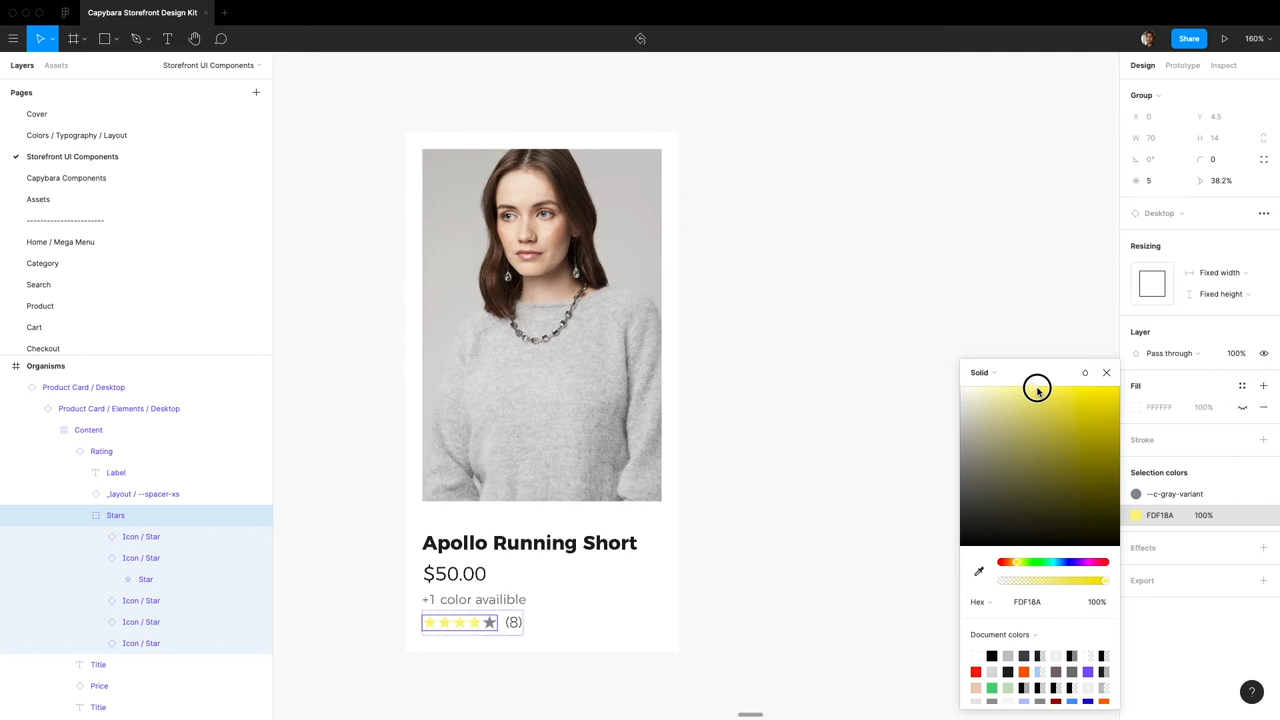 Capybara Storefront Design Kit
Share
160%
Layers
Assets
Storefront UI Components
Design
Prototype
Inspect
Pages
Cover
Colors / Typography / Layout
Storefront UI Components
Capybara Components
Assets
-----------------------
Home / Mega Menu
Category
Search
Product
Cart
Checkout
Organisms
Product Card / Desktop
Product Card / Elements / Desktop
Content
Rating
Label
_layout / --spacer-xs
Stars
Icon / Star
Icon / Star
Star
Icon / Star
Icon / Star
Icon / Star
Title
Price
Title
Apollo Running Short
$50.00
+1 color availible
(8)
Group
X 0 Y 4.5
W 70 H 14
0° 0
5 38.2%
Desktop
Resizing
Fixed width
Fixed height
Layer
Pass through 100%
Fill
FFFFFF 100%
Stroke
Selection colors
--c-gray-variant
FDF18A 100%
Effects
Export
Solid
Hex FDF18A 100%
Document colors
?